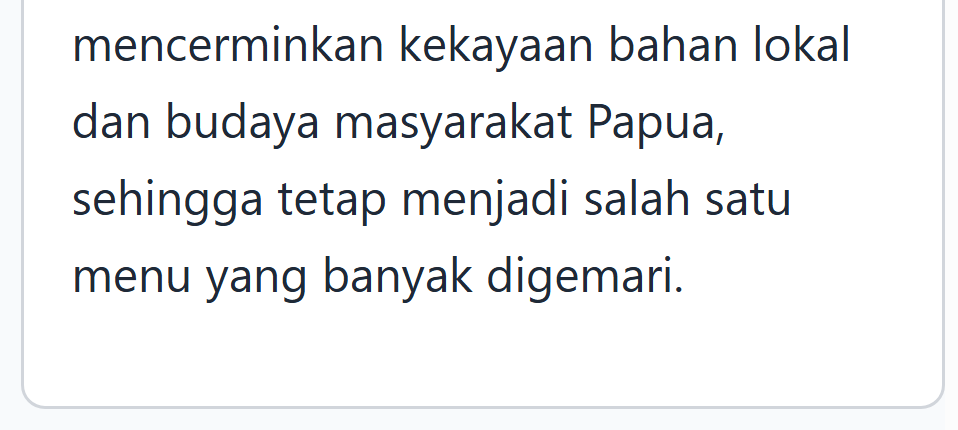 mencerminkan kekayaan bahan lokal
dan budaya masyarakat Papua,
sehingga tetap menjadi salah satu
menu yang banyak digemari.